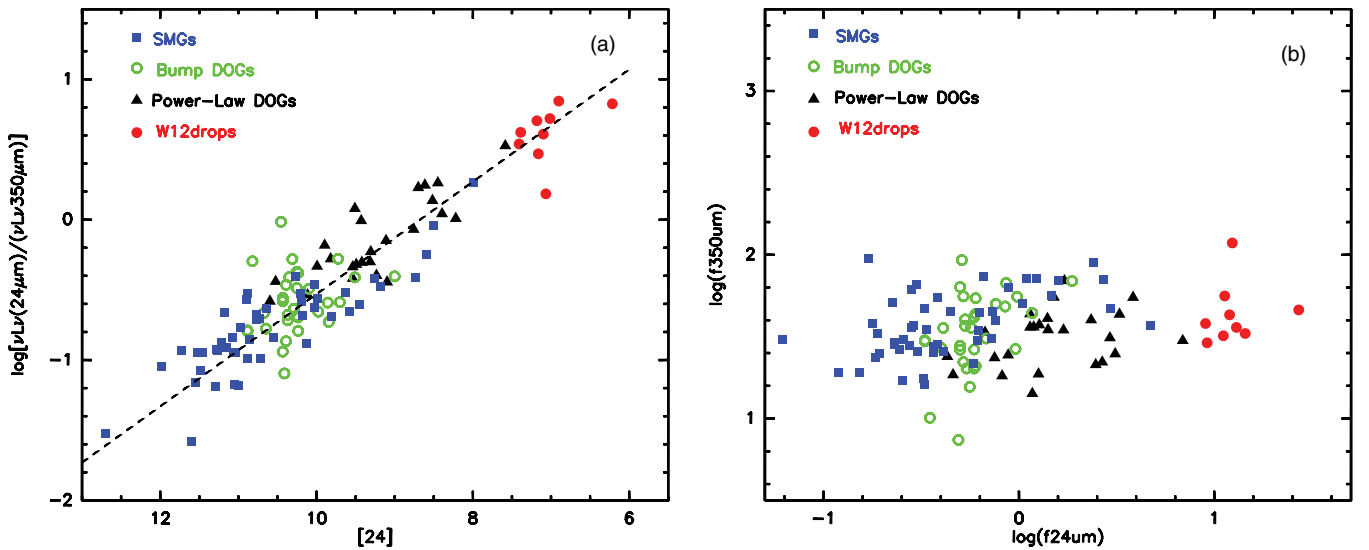 (a)
SMGs
Bump DOGs
Power-Law DOGs
W12drops
log[νLν(24μm)/(νLν350μm)]
1
0
-1
-2
12
10
8
6
[24]
(b)
SMGs
Bump DOGs
Power-Law DOGs
W12drops
log(f350um)
3
2
1
-1
0
1
log(f24um)